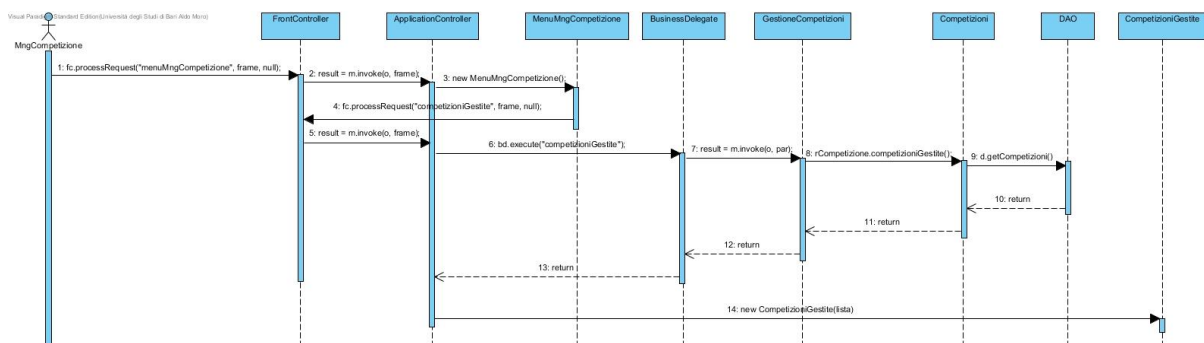 Visual Paradigm Standard Edition(Università degli Studi di Bari Aldo Moro)
MngCompetizione
FrontController
ApplicationController
MenuMngCompetizione
BusinessDelegate
GestioneCompetizioni
Competizioni
DAO
CompetizioniGestite
1: fc.processRequest("menuMngCompetizione", frame, null);
2: result = m.invoke(o, frame);
3: new MenuMngCompetizione();
4: fc.processRequest("competizioniGestite", frame, null);
5: result = m.invoke(o, frame);
6: bd.execute("competizioniGestite");
7: result = m.invoke(o, par);
8: rCompetizione.competizioniGestite();
9: d.getCompetizioni()
10: return
11: return
12: return
13: return
14: new CompetizioniGestite(lista)